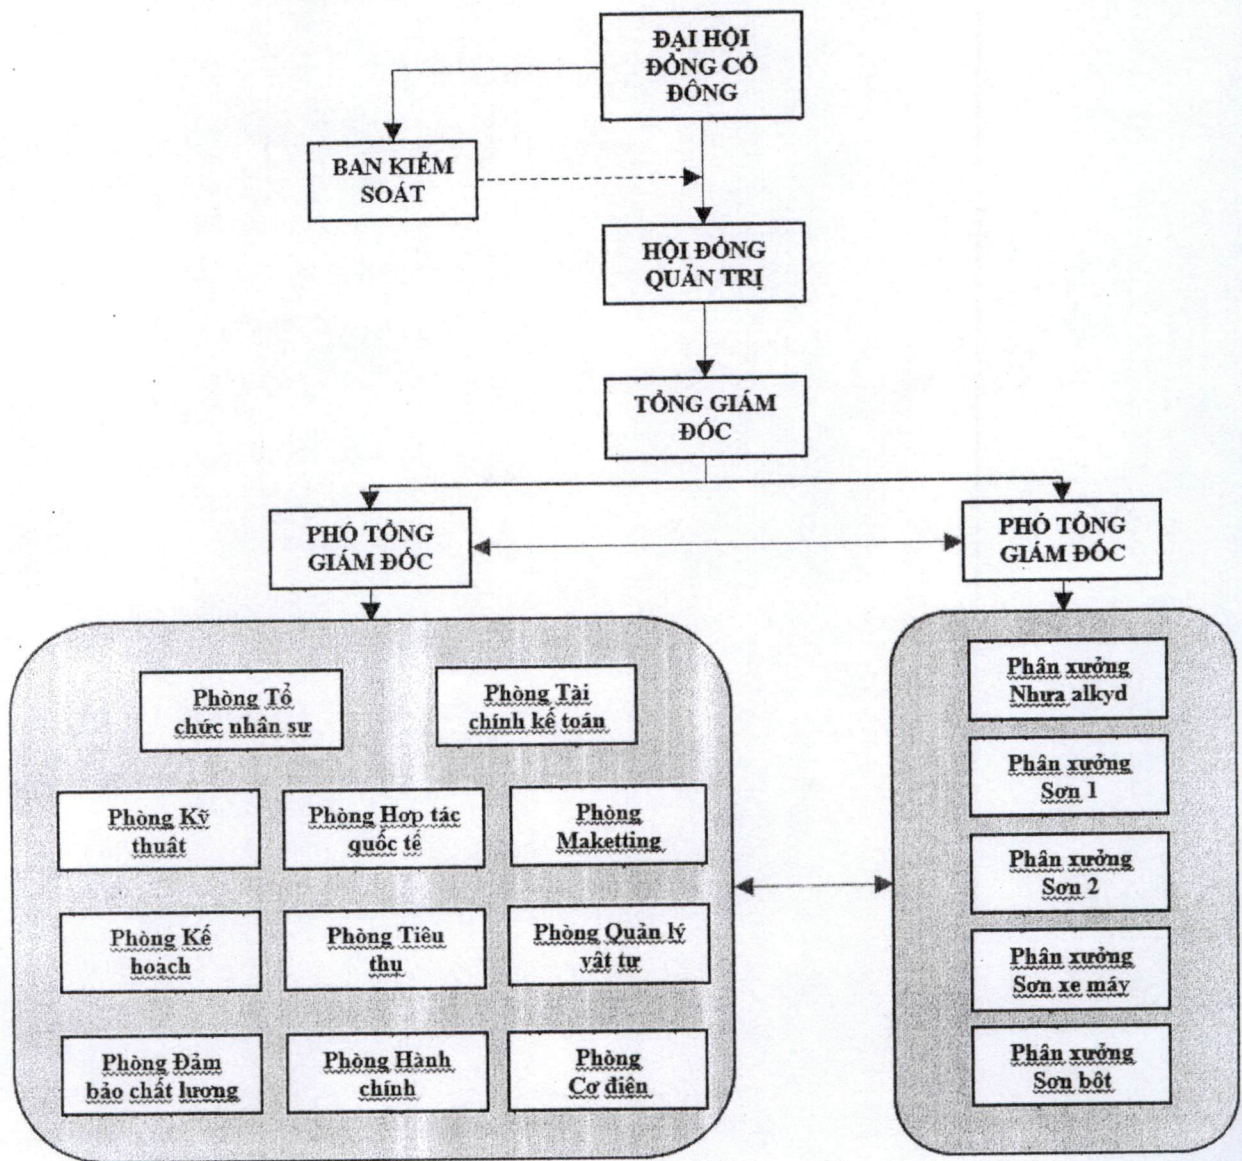 ĐẠI HỘI
ĐỒNG CỔ
ĐÔNG
BAN KIỂM
SOÁT
HỘI ĐỒNG
QUẢN TRỊ
TỔNG GIÁM
ĐỐC
PHÓ TỔNG
GIÁM ĐỐC
PHÓ TỔNG
GIÁM ĐỐC
Phòng Tổ
chức nhân sự
Phòng Tài
chính kế toán
Phòng Kỹ
thuật
Phòng Hợp tác
quốc tế
Phòng
Maketting
Phòng Kế
hoạch
Phòng Tiêu
thụ
Phòng Quản lý
vật tư
Phòng Đảm
bảo chất lương
Phòng Hành
chính
Phòng
Cơ điện
Phân xưởng
Nhựa alkyd
Phân xưởng
Sơn 1
Phân xưởng
Sơn 2
Phân xưởng
Sơn xe máy
Phân xưởng
Sơn bột